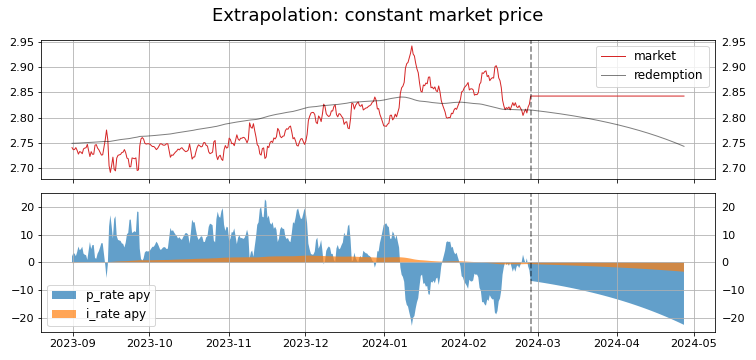 Extrapolation: constant market price
2.95 2.95
2.90 2.90
2.85 2.85
2.80 2.80
2.75 2.75
2.70 2.70
market
redemption
20 20
10 10
0 0
−10 −10
−20 −20
p_rate apy
i_rate apy
2023-09 2023-10 2023-11 2023-12 2024-01 2024-02 2024-03 2024-04 2024-05